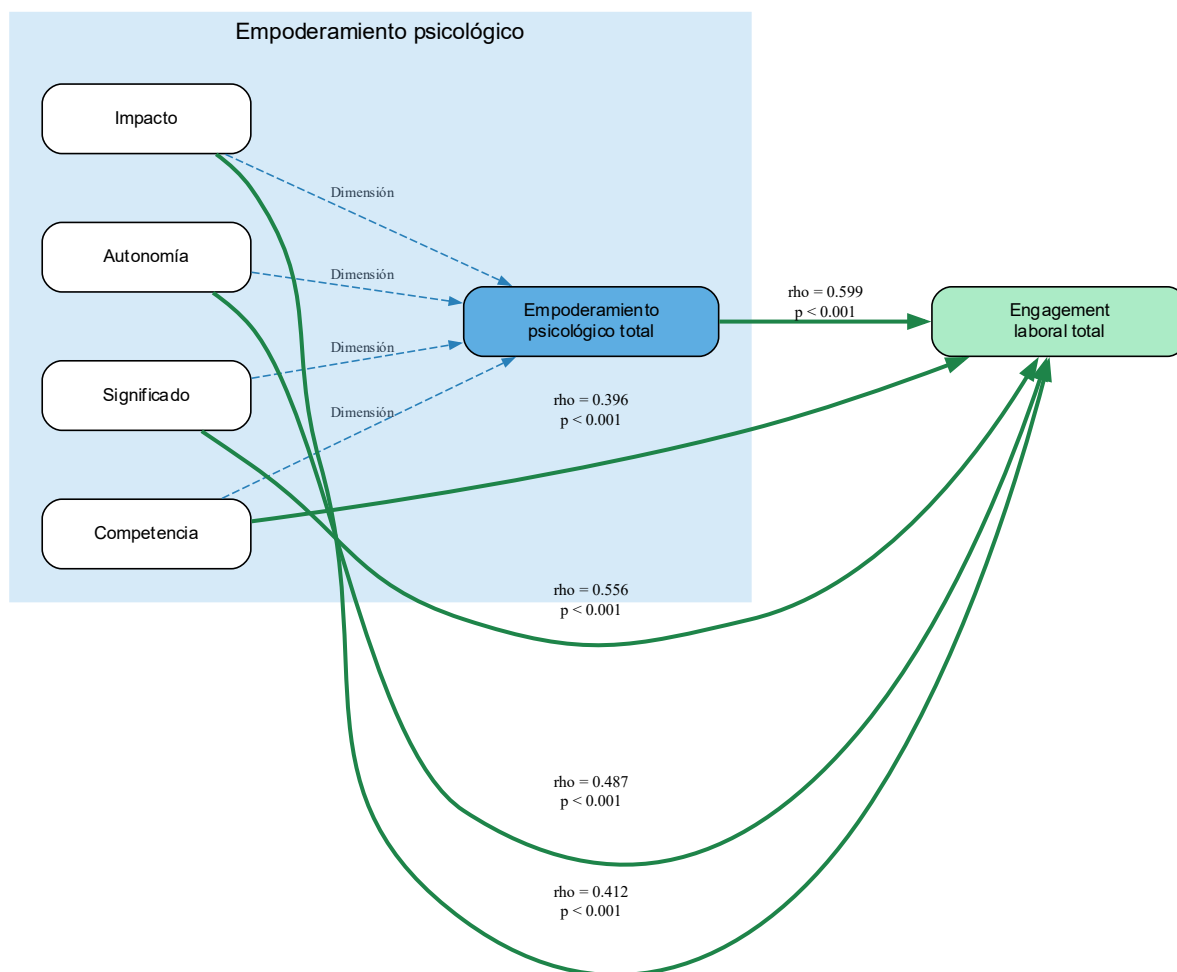 Empoderamiento psicológico
Impacto
Dimensión
Autonomía
Dimensión
Empoderamiento
psicológico total
rho = 0.599
p < 0.001
Engagement
laboral total
Dimensión
Significado
Dimensión
rho = 0.396
p < 0.001
Competencia
rho = 0.556
p < 0.001
rho = 0.487
p < 0.001
rho = 0.412
p < 0.001